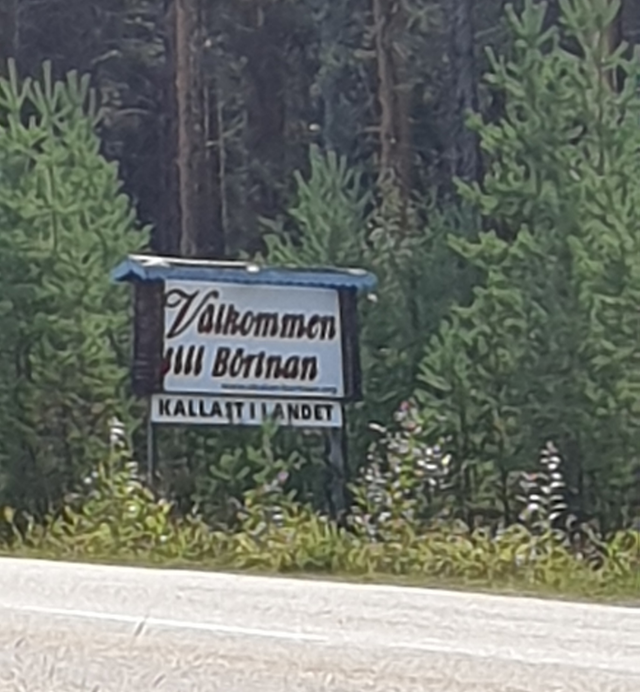 Välkommen
till Börtnan
KALLAST I LANDET